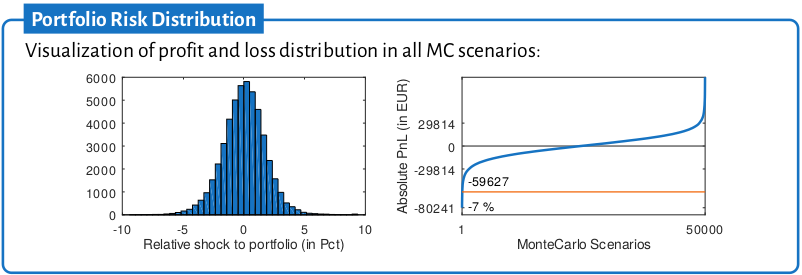 Portfolio Risk Distribution
Visualization of profit and loss distribution in all MC scenarios:
6000
5000
4000
3000
2000
1000
0
-10 -5 0 5 10
Relative shock to portfolio (in Pct)
Absolute PnL (in EUR)
29814
0
-29814
-80241
-59627
-7 %
1 50000
MonteCarlo Scenarios